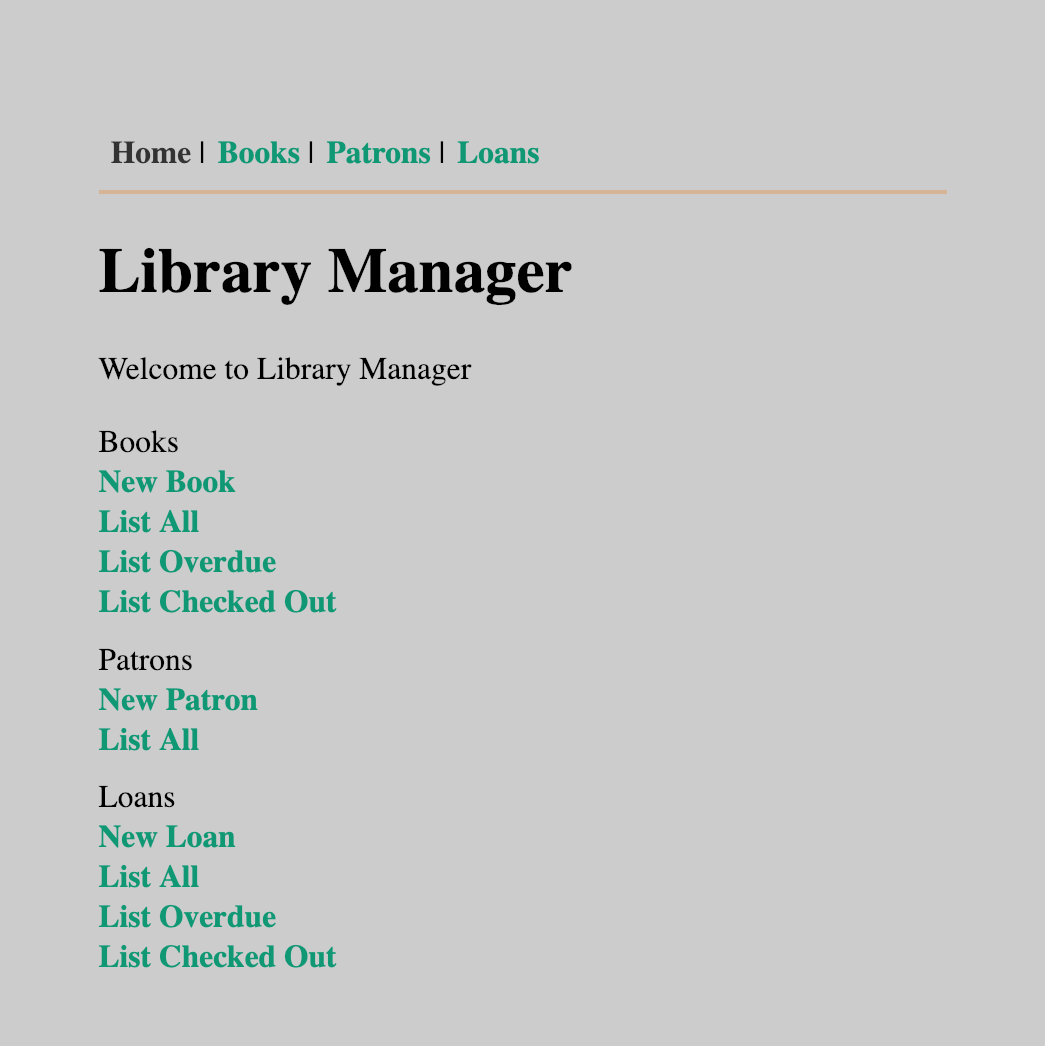 Home | Books | Patrons | Loans
Library Manager
Welcome to Library Manager
Books
New Book
List All
List Overdue
List Checked Out
Patrons
New Patron
List All
Loans
New Loan
List All
List Overdue
List Checked Out